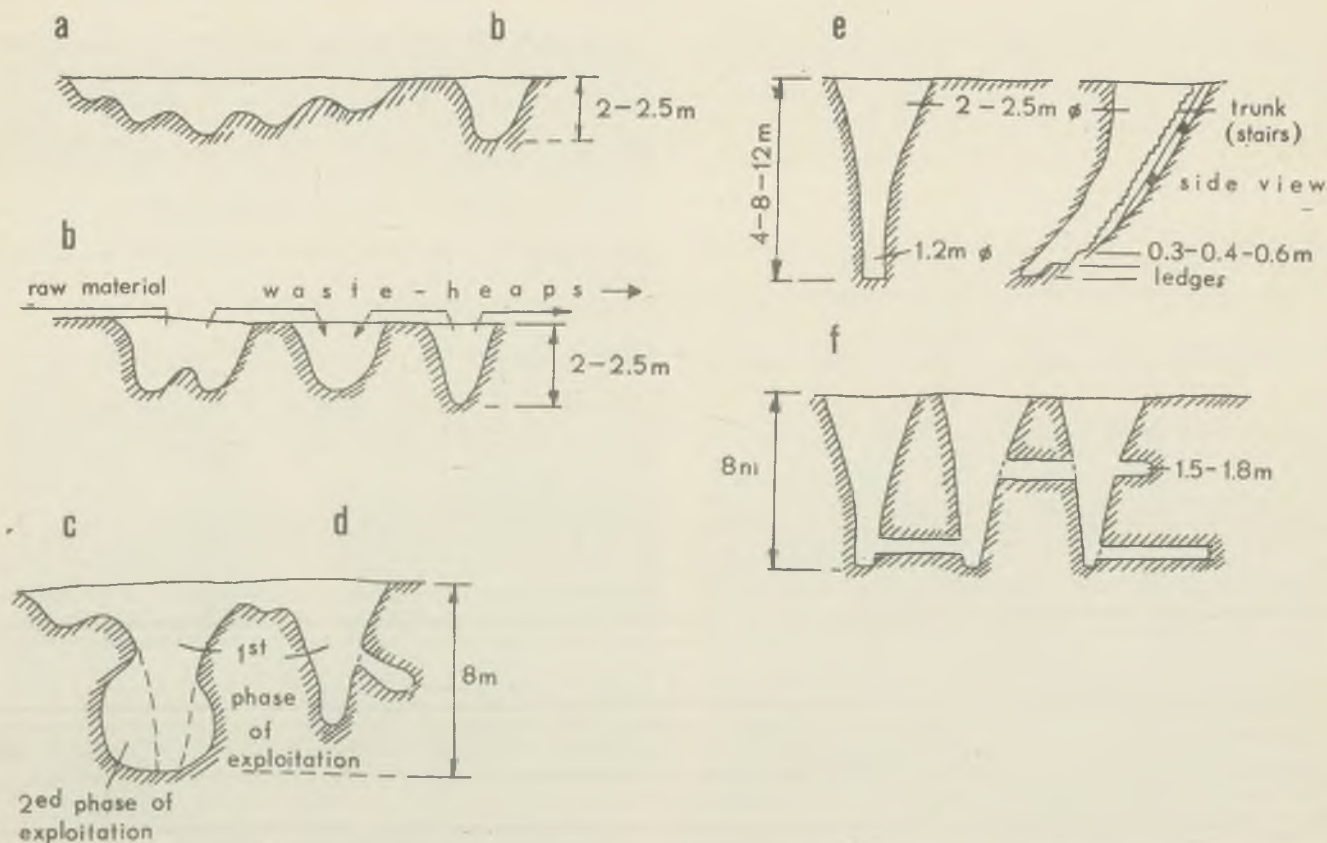 a
b
2-2.5m
b
raw material
waste-heaps
2-2.5m
c
d
1st
phase
of
exploitation
8m
2ed phase of
exploitation
e
2-2.5m ø
trunk
(stairs)
side view
4-8-12m
1.2m ø
0.3-0.4-0.6m
ledges
f
8m
1.5-1.8m